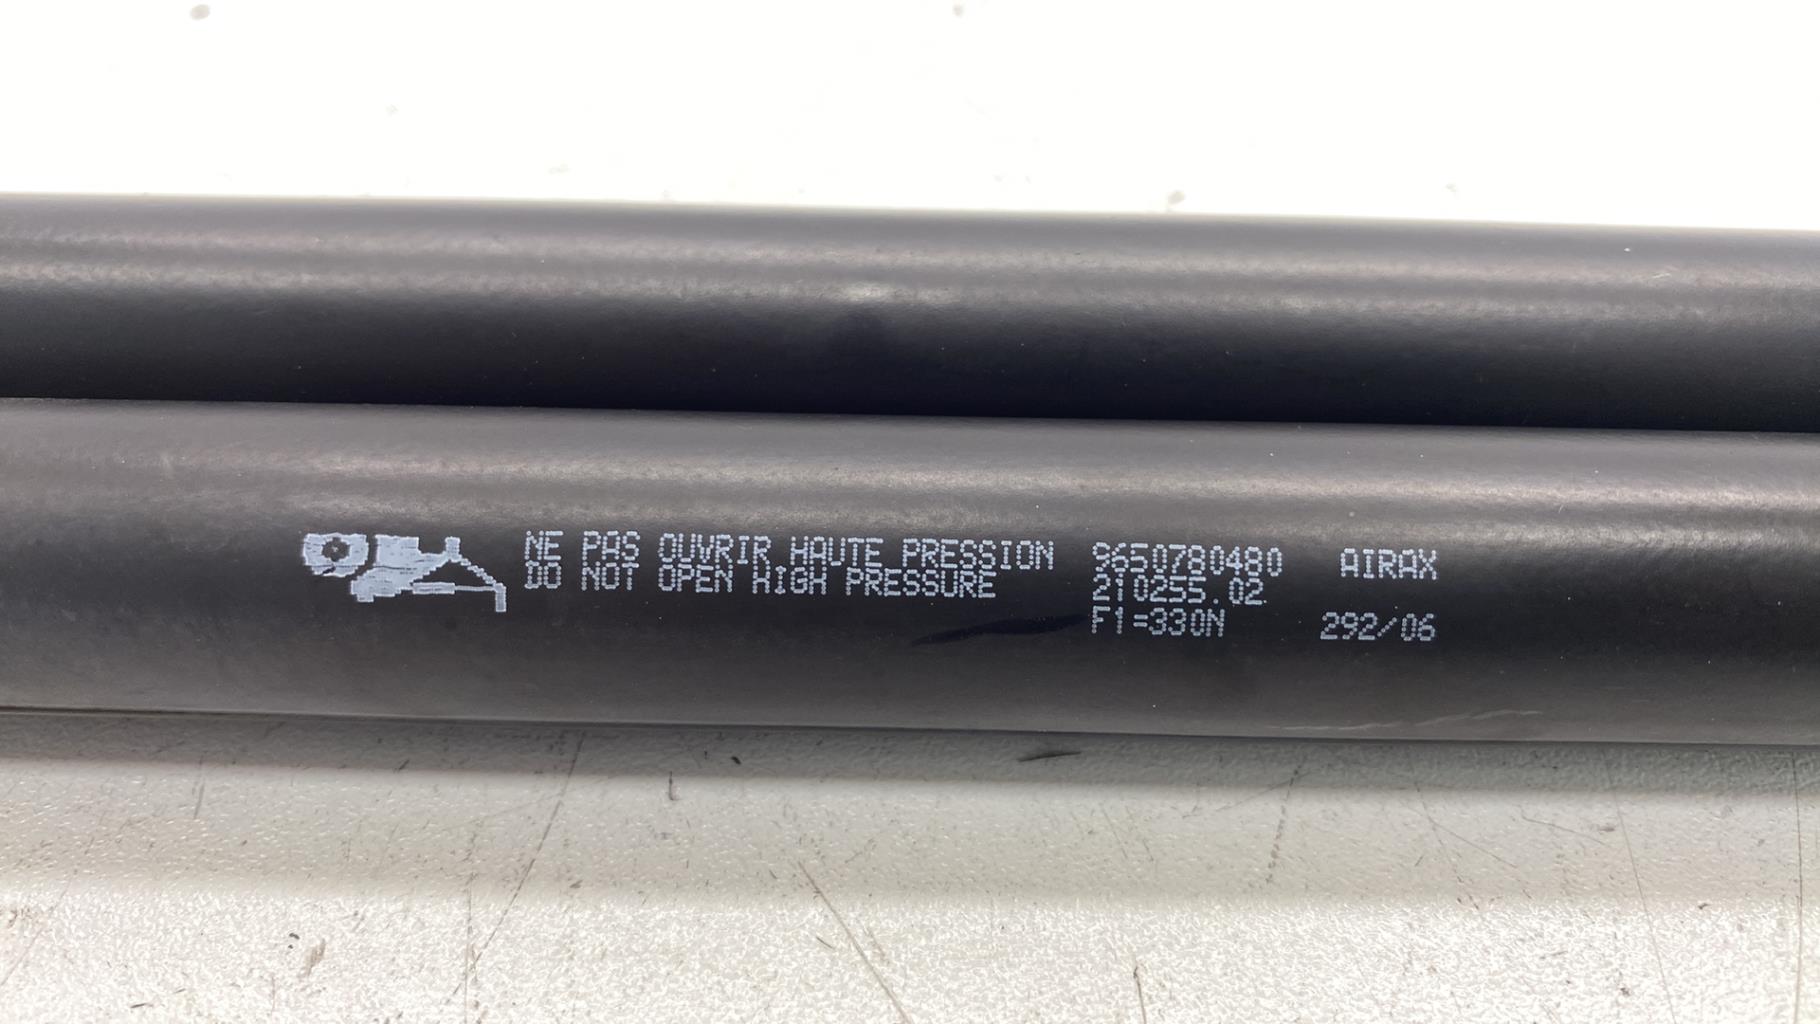 NE PAS OUVRIR HAUTE PRESSION 9650780480 AIRAX
DO NOT OPEN HIGH PRESSURE 210255.02
F1=330N 292/06